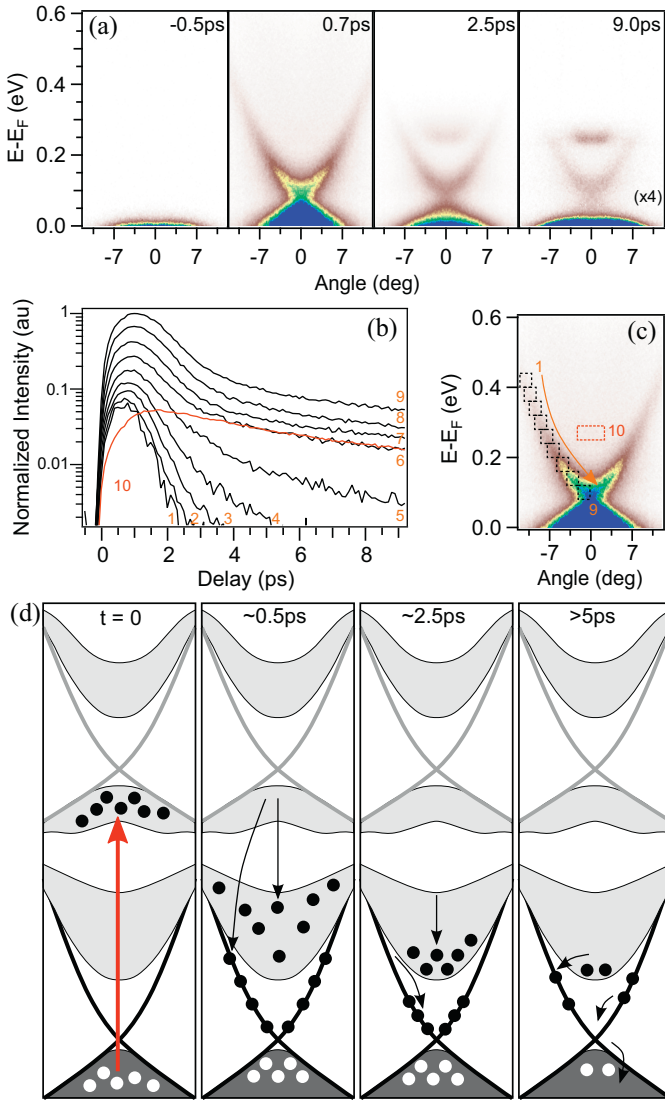 (a) -0.5ps 0.7ps 2.5ps 9.0ps
E-E_F (eV)
0.6
0.4
0.2
0.0
(x4)
-7 0 7 -7 0 7 -7 0 7 -7 0 7
Angle (deg)
(b)
Normalized Intensity (au)
1
0.1
0.01
9
8
7
6
5
10
1 2 3 4
0 2 4 6 8
Delay (ps)
(c)
E-E_F (eV)
0.6
0.4
0.2
0.0
1
10
9
-7 0 7
Angle (deg)
(d) t = 0 ~0.5ps ~2.5ps >5ps